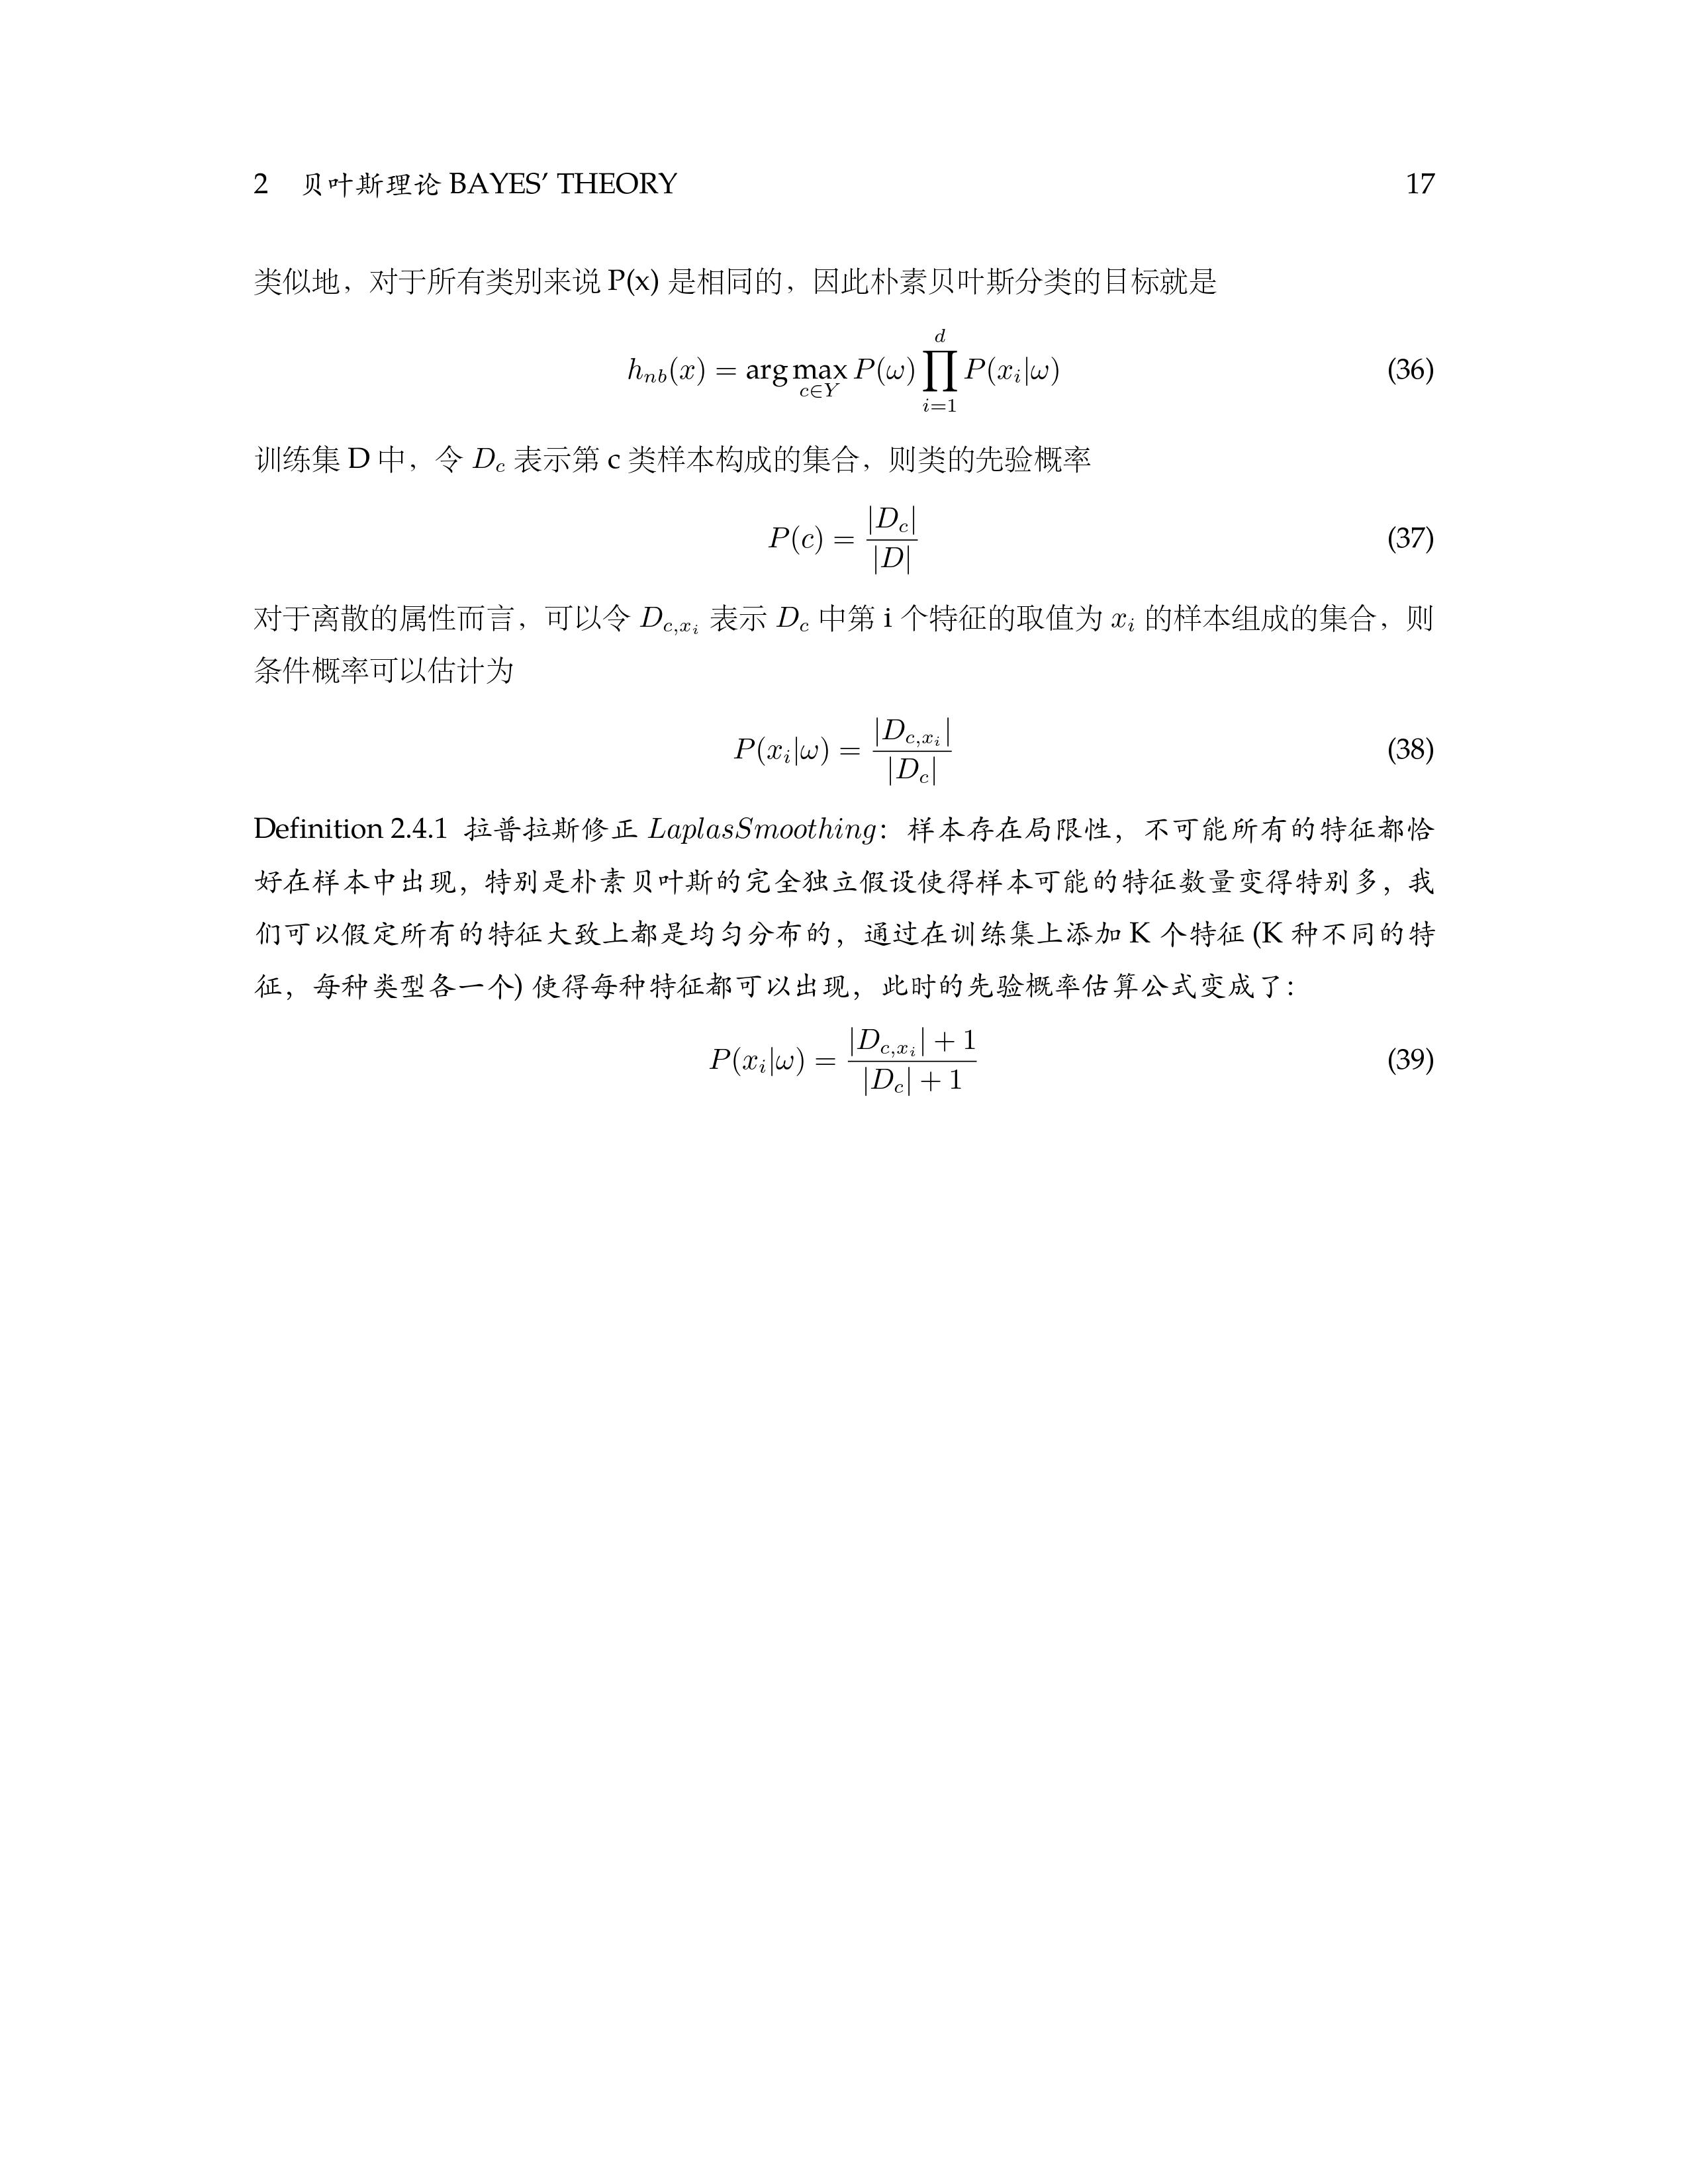 2 贝叶斯理论 BAYES’ THEORY 17
类似地，对于所有类别来说 P(x) 是相同的，因此朴素贝叶斯分类的目标就是
$h_{nb}(x) = \arg\max_{c \in Y} P(\omega) \prod_{i=1}^{d} P(x_i|\omega)$ (36)
训练集 D 中，令 $D_c$ 表示第 c 类样本构成的集合，则类的先验概率
$P(c) = \frac{|D_c|}{|D|}$ (37)
对于离散的属性而言，可以令 $D_{c,x_i}$ 表示 $D_c$ 中第 i 个特征的取值为 $x_i$ 的样本组成的集合，则
条件概率可以估计为
$P(x_i|\omega) = \frac{|D_{c,x_i}|}{|D_c|}$ (38)
Definition 2.4.1 拉普拉斯修正 LaplasSmoothing：样本存在局限性，不可能所有的特征都恰
好在样本中出现，特别是朴素贝叶斯的完全独立假设使得样本可能的特征数量变得特别多，我
们可以假定所有的特征大致上都是均匀分布的，通过在训练集上添加 K 个特征 (K 种不同的特
征，每种类型各一个) 使得每种特征都可以出现，此时的先验概率估算公式变成了：
$P(x_i|\omega) = \frac{|D_{c,x_i}| + 1}{|D_c| + 1}$ (39)